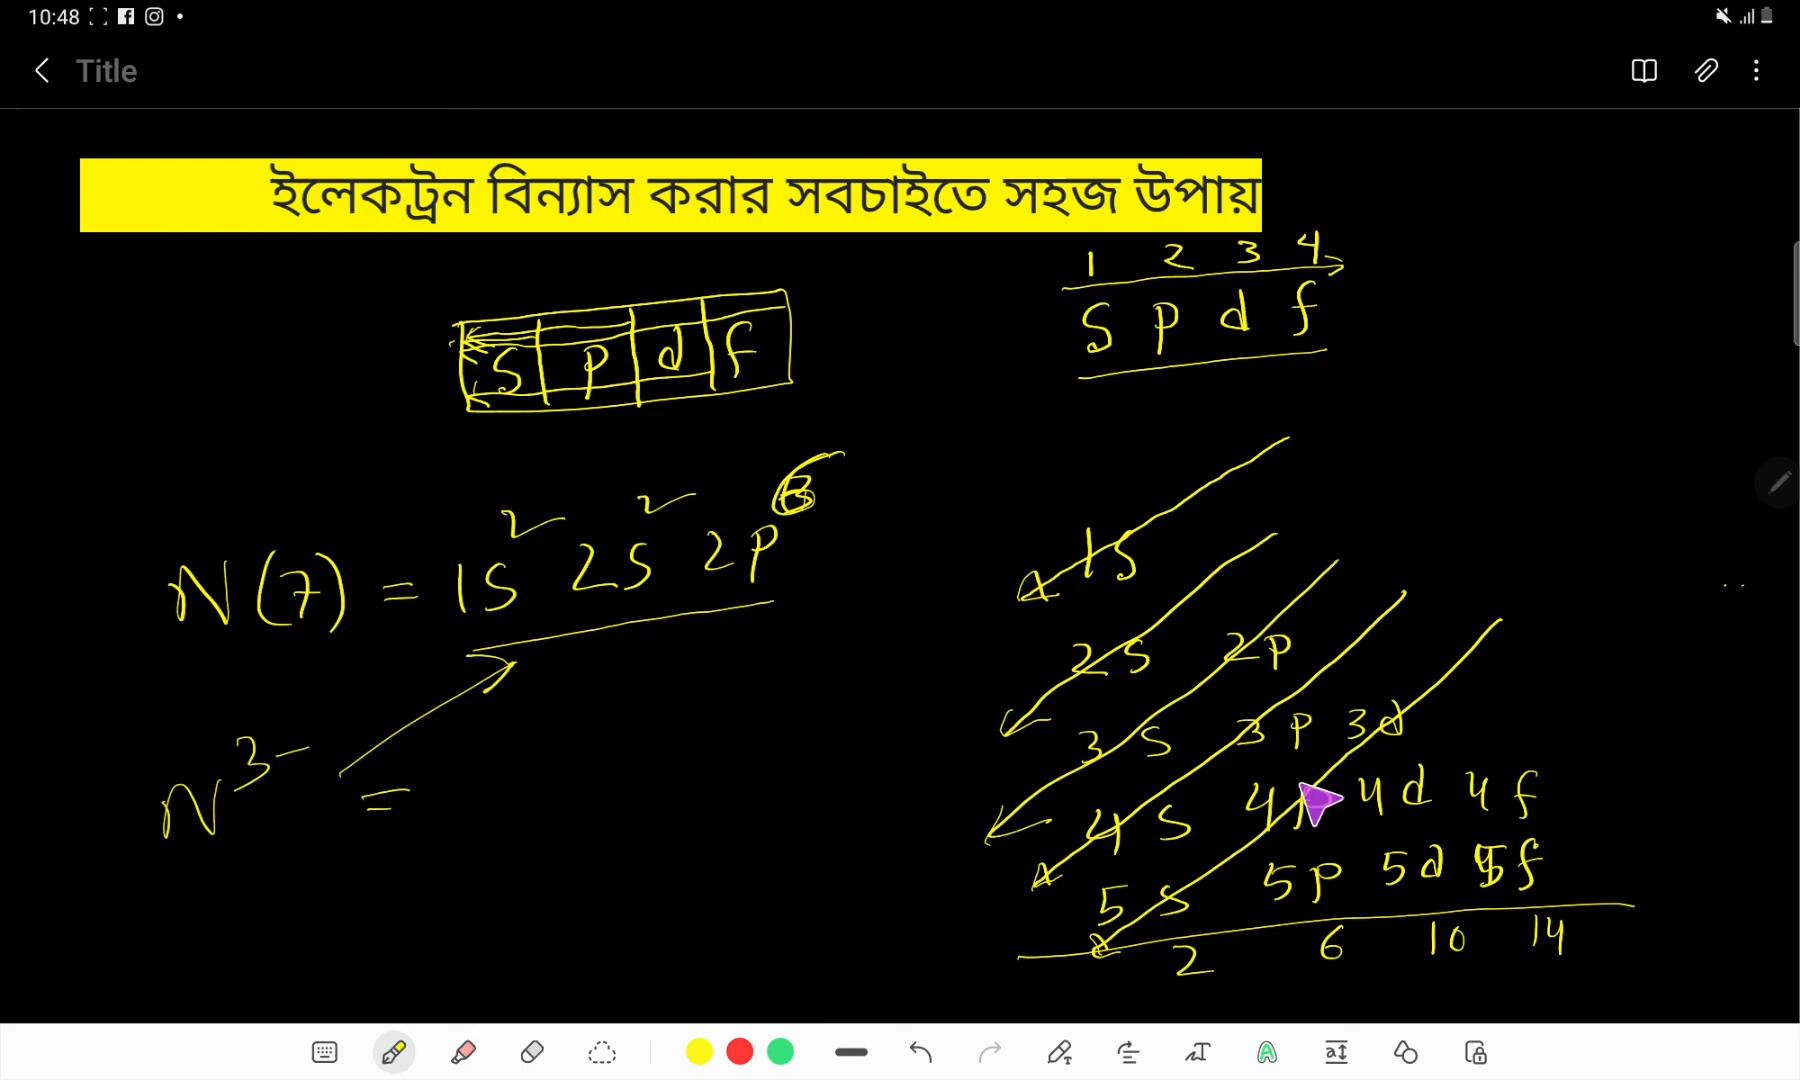 10:48
Title
ইলেকট্রন বিন্যাস করার সবচাইতে সহজ উপায়
1 2 3 4
S p d f
S p d f
N(7) = 1S² 2S² 2P
1S
2S 2P
3S 3P 3d
N³⁻ =
4S 4P 4d 4f
5S 5P 5d 5f
2 6 10 14